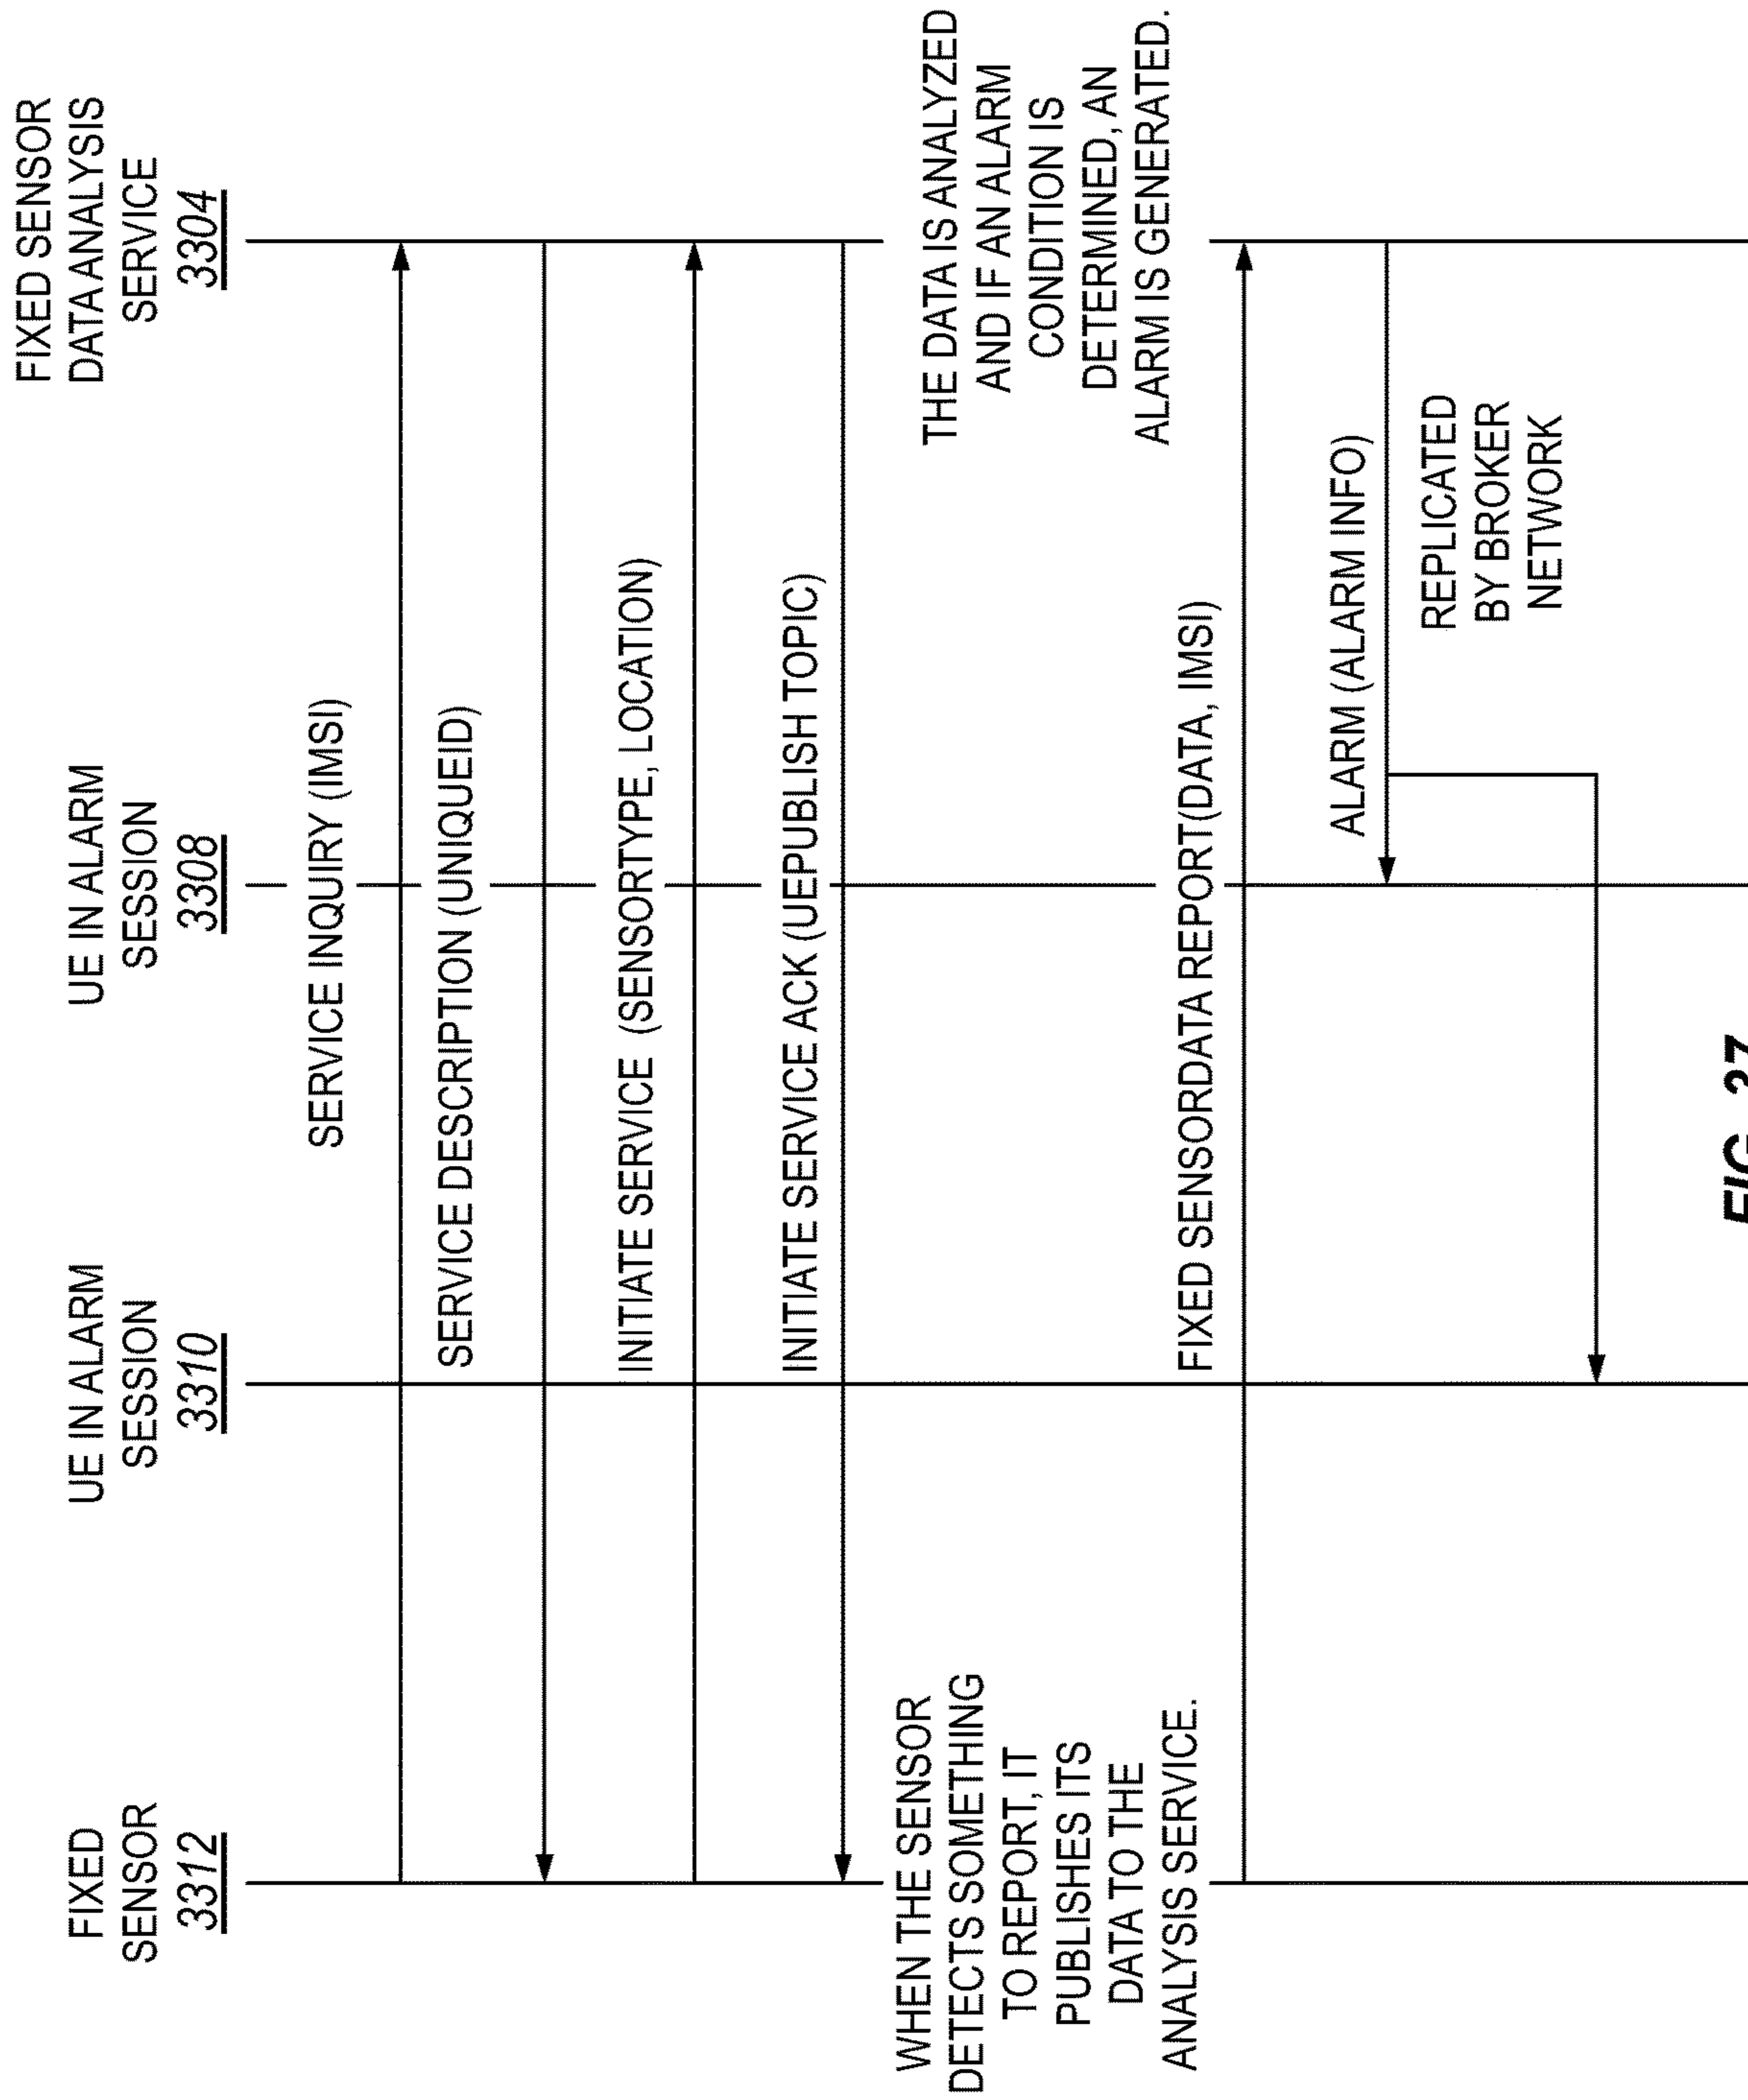 FIXED
SENSOR
3312
UE IN ALARM
SESSION
3310
UE IN ALARM
SESSION
3308
FIXED SENSOR
DATA ANALYSIS
SERVICE
3304
SERVICE INQUIRY (IMSI)
SERVICE DESCRIPTION (UNIQUEID)
INITIATE SERVICE (SENSORTYPE, LOCATION)
INITIATE SERVICE ACK (UEPUBLISH TOPIC)
WHEN THE SENSOR
DETECTS SOMETHING
TO REPORT, IT
PUBLISHES ITS
DATA TO THE
ANALYSIS SERVICE.
THE DATA IS ANALYZED
AND IF AN ALARM
CONDITION IS
DETERMINED, AN
ALARM IS GENERATED.
FIXED SENSORDATA REPORT(DATA, IMSI)
ALARM (ALARM INFO)
REPLICATED
BY BROKER
NETWORK
FIG. 37